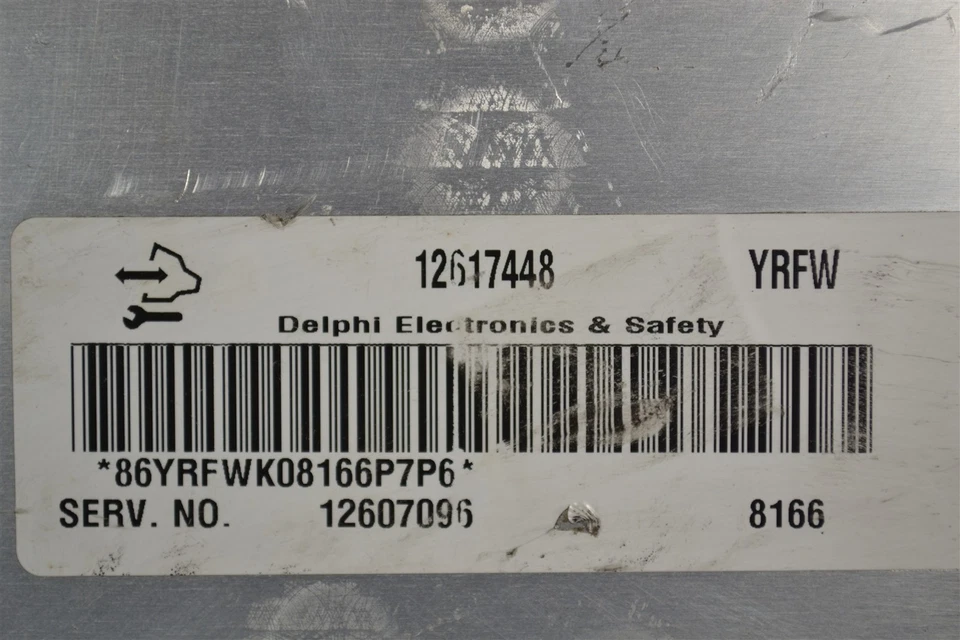 12617448 YRFW
Delphi Electronics & Safety
*86YRFWK08166P7P6*
SERV. NO. 12607096 8166